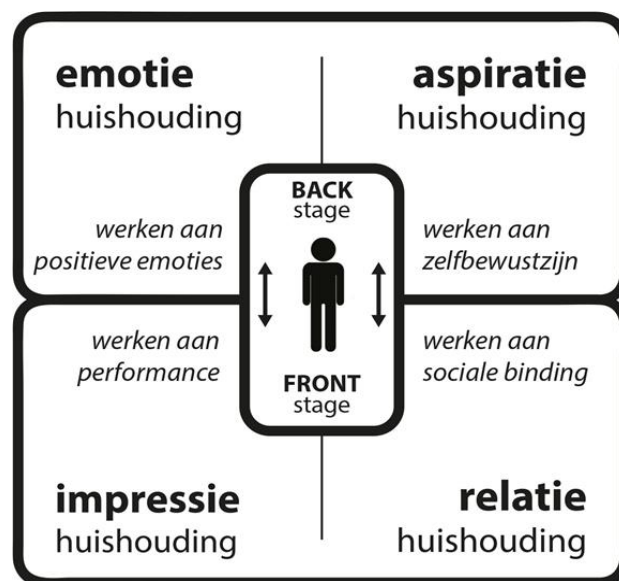 emotie
huishouding
aspiratie
huishouding
BACK
stage
werken aan
positieve emoties
werken aan
zelfbewustzijn
werken aan
performance
werken aan
sociale binding
FRONT
stage
impressie
huishouding
relatie
huishouding